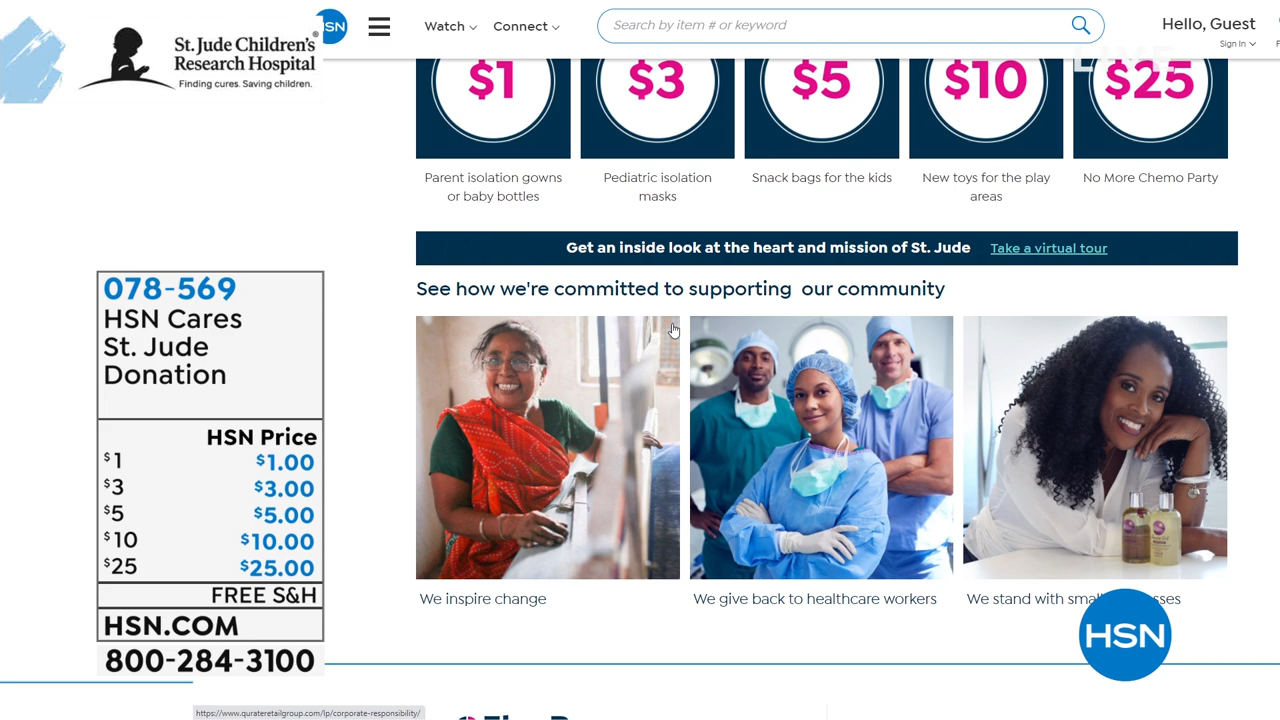 St. Jude Children's®
Research Hospital
Finding cures. Saving children.
HSN
Watch
Connect
Search by item # or keyword
Hello, Guest
Sign In
LIVE
$1
$3
$5
$10
$25
Parent isolation gowns
or baby bottles
Pediatric isolation
masks
Snack bags for the kids
New toys for the play
areas
No More Chemo Party
Get an inside look at the heart and mission of St. Jude Take a virtual tour
See how we're committed to supporting our community
We inspire change
We give back to healthcare workers
We stand with
HSN
078-569
HSN Cares
St. Jude
Donation
HSN Price
$1 $1.00
$3 $3.00
$5 $5.00
$10 $10.00
$25 $25.00
FREE S&H
HSN.COM
800-284-3100
https://www.qurateretailgroup.com/lp/corporate-responsibility/